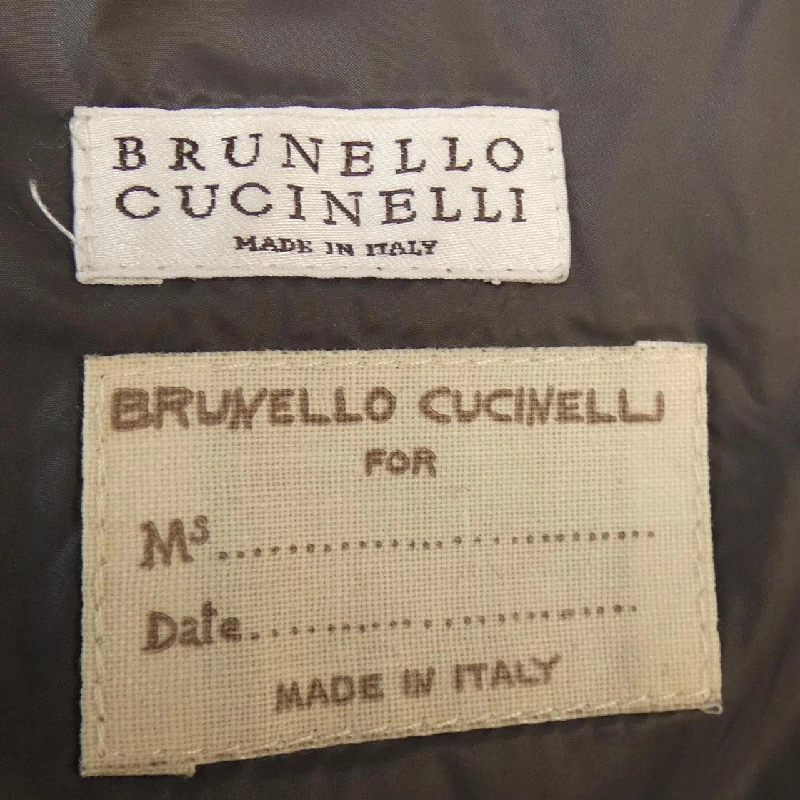 BRUNELLO
CUCINELLI
MADE IN ITALY
BRUNELLO CUCINELLI
FOR
Ms..............................
Date..............................
MADE IN ITALY